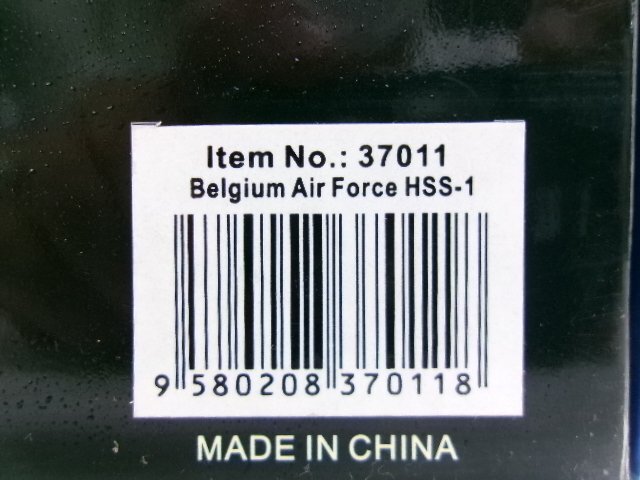 Item No.: 37011
Belgium Air Force HSS-1
9 580208 370118
MADE IN CHINA